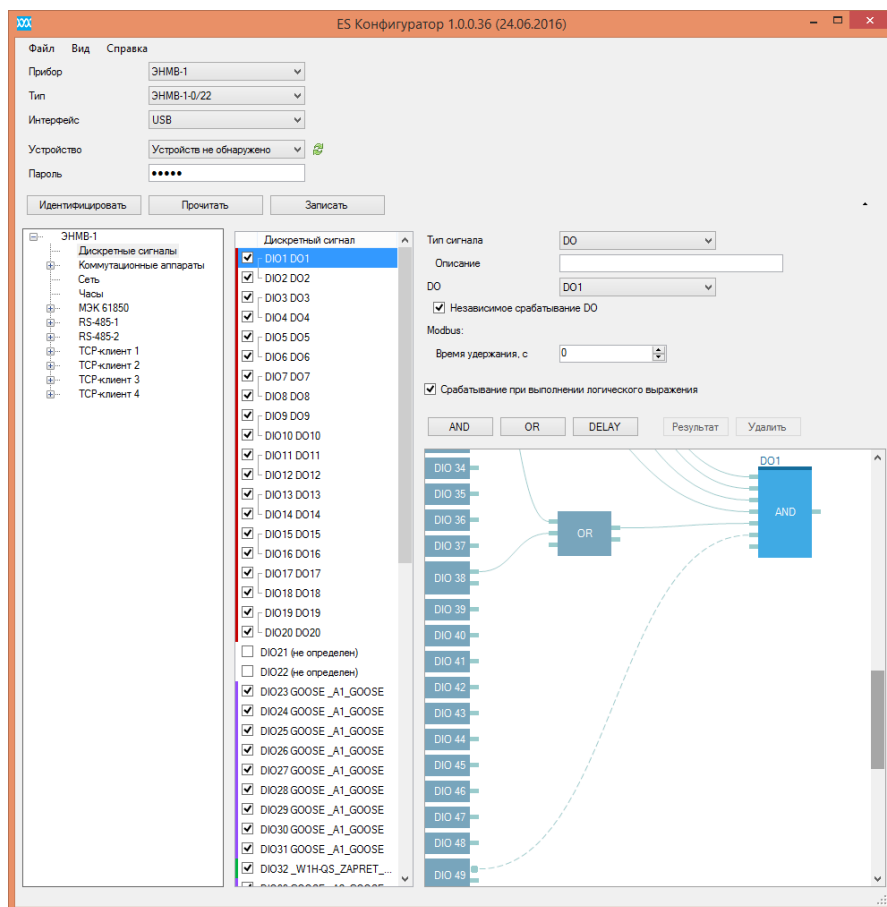 ES Конфигуратор 1.0.0.36 (24.06.2016)
Файл Вид Справка
Прибор ЭНМВ-1
Тип ЭНМВ-1-0/22
Интерфейс USB
Устройство Устройств не обнаружено
Пароль •••••
Идентифицировать Прочитать Записать
ЭНМВ-1
Дискретные сигналы
Коммутационные аппараты
Сеть
Часы
МЭК 61850
RS-485-1
RS-485-2
TCP-клиент 1
TCP-клиент 2
TCP-клиент 3
TCP-клиент 4
Дискретный сигнал
DIO1 DO1
DIO2 DO2
DIO3 DO3
DIO4 DO4
DIO5 DO5
DIO6 DO6
DIO7 DO7
DIO8 DO8
DIO9 DO9
DIO10 DO10
DIO11 DO11
DIO12 DO12
DIO13 DO13
DIO14 DO14
DIO15 DO15
DIO16 DO16
DIO17 DO17
DIO18 DO18
DIO19 DO19
DIO20 DO20
DIO21 (не определен)
DIO22 (не определен)
DIO23 GOOSE _A1_GOOSE
DIO24 GOOSE _A1_GOOSE
DIO25 GOOSE _A1_GOOSE
DIO26 GOOSE _A1_GOOSE
DIO27 GOOSE _A1_GOOSE
DIO28 GOOSE _A1_GOOSE
DIO29 GOOSE _A1_GOOSE
DIO30 GOOSE _A1_GOOSE
DIO31 GOOSE _A1_GOOSE
DIO32 _W1H-QS_ZAPRET_...
Тип сигнала DO
Описание
DO DO1
Независимое срабатывание DO
Modbus:
Время удержания, с 0
Срабатывание при выполнении логического выражения
AND OR DELAY Результат Удалить
DO1
AND
OR
DIO 34
DIO 35
DIO 36
DIO 37
DIO 38
DIO 39
DIO 40
DIO 41
DIO 42
DIO 43
DIO 44
DIO 45
DIO 46
DIO 47
DIO 48
DIO 49